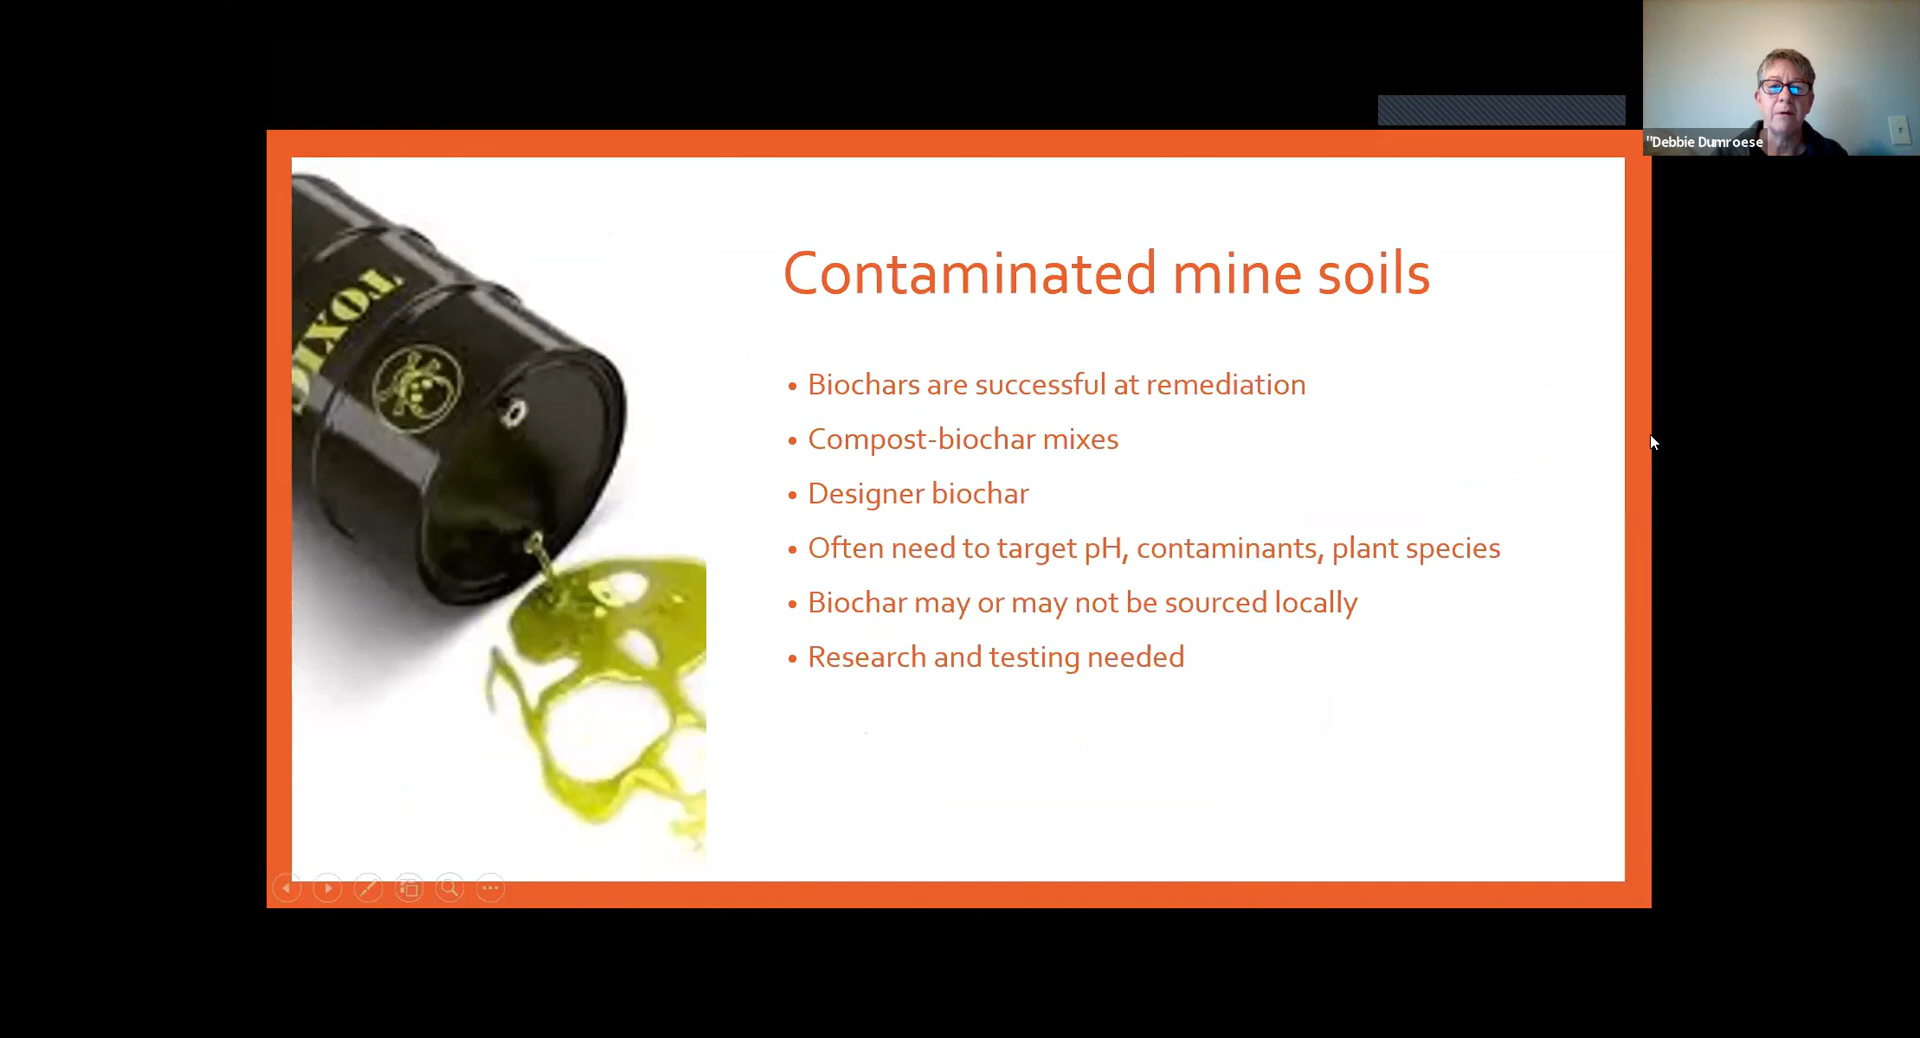 "Debbie Dumroese
TOXIC
Contaminated mine soils
• Biochars are successful at remediation
• Compost-biochar mixes
• Designer biochar
• Often need to target pH, contaminants, plant species
• Biochar may or may not be sourced locally
• Research and testing needed